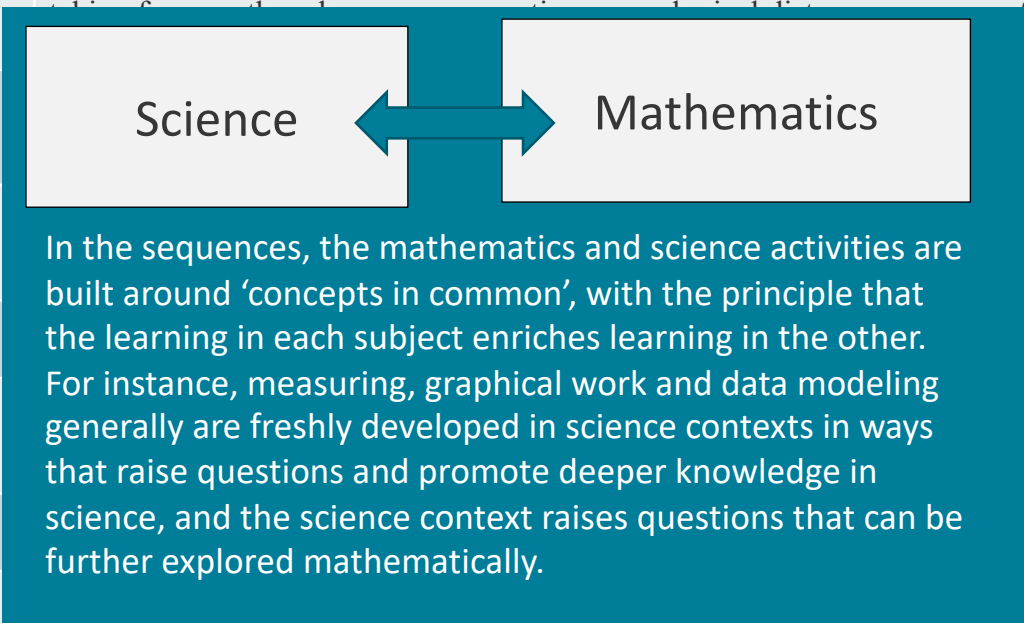 Science
Mathematics
In the sequences, the mathematics and science activities are
built around ‘concepts in common’, with the principle that
the learning in each subject enriches learning in the other.
For instance, measuring, graphical work and data modeling
generally are freshly developed in science contexts in ways
that raise questions and promote deeper knowledge in
science, and the science context raises questions that can be
further explored mathematically.